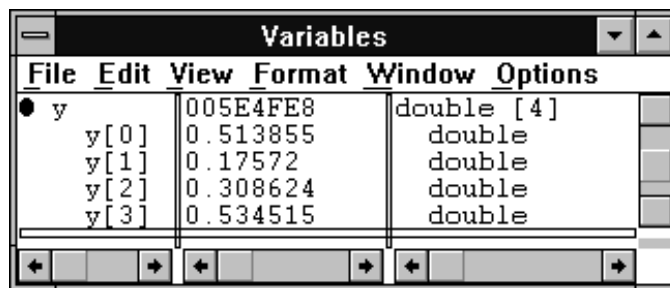 Variables
File Edit View Format Window Options
y 005E4FE8 double [4]
y[0] 0.513855 double
y[1] 0.17572 double
y[2] 0.308624 double
y[3] 0.534515 double